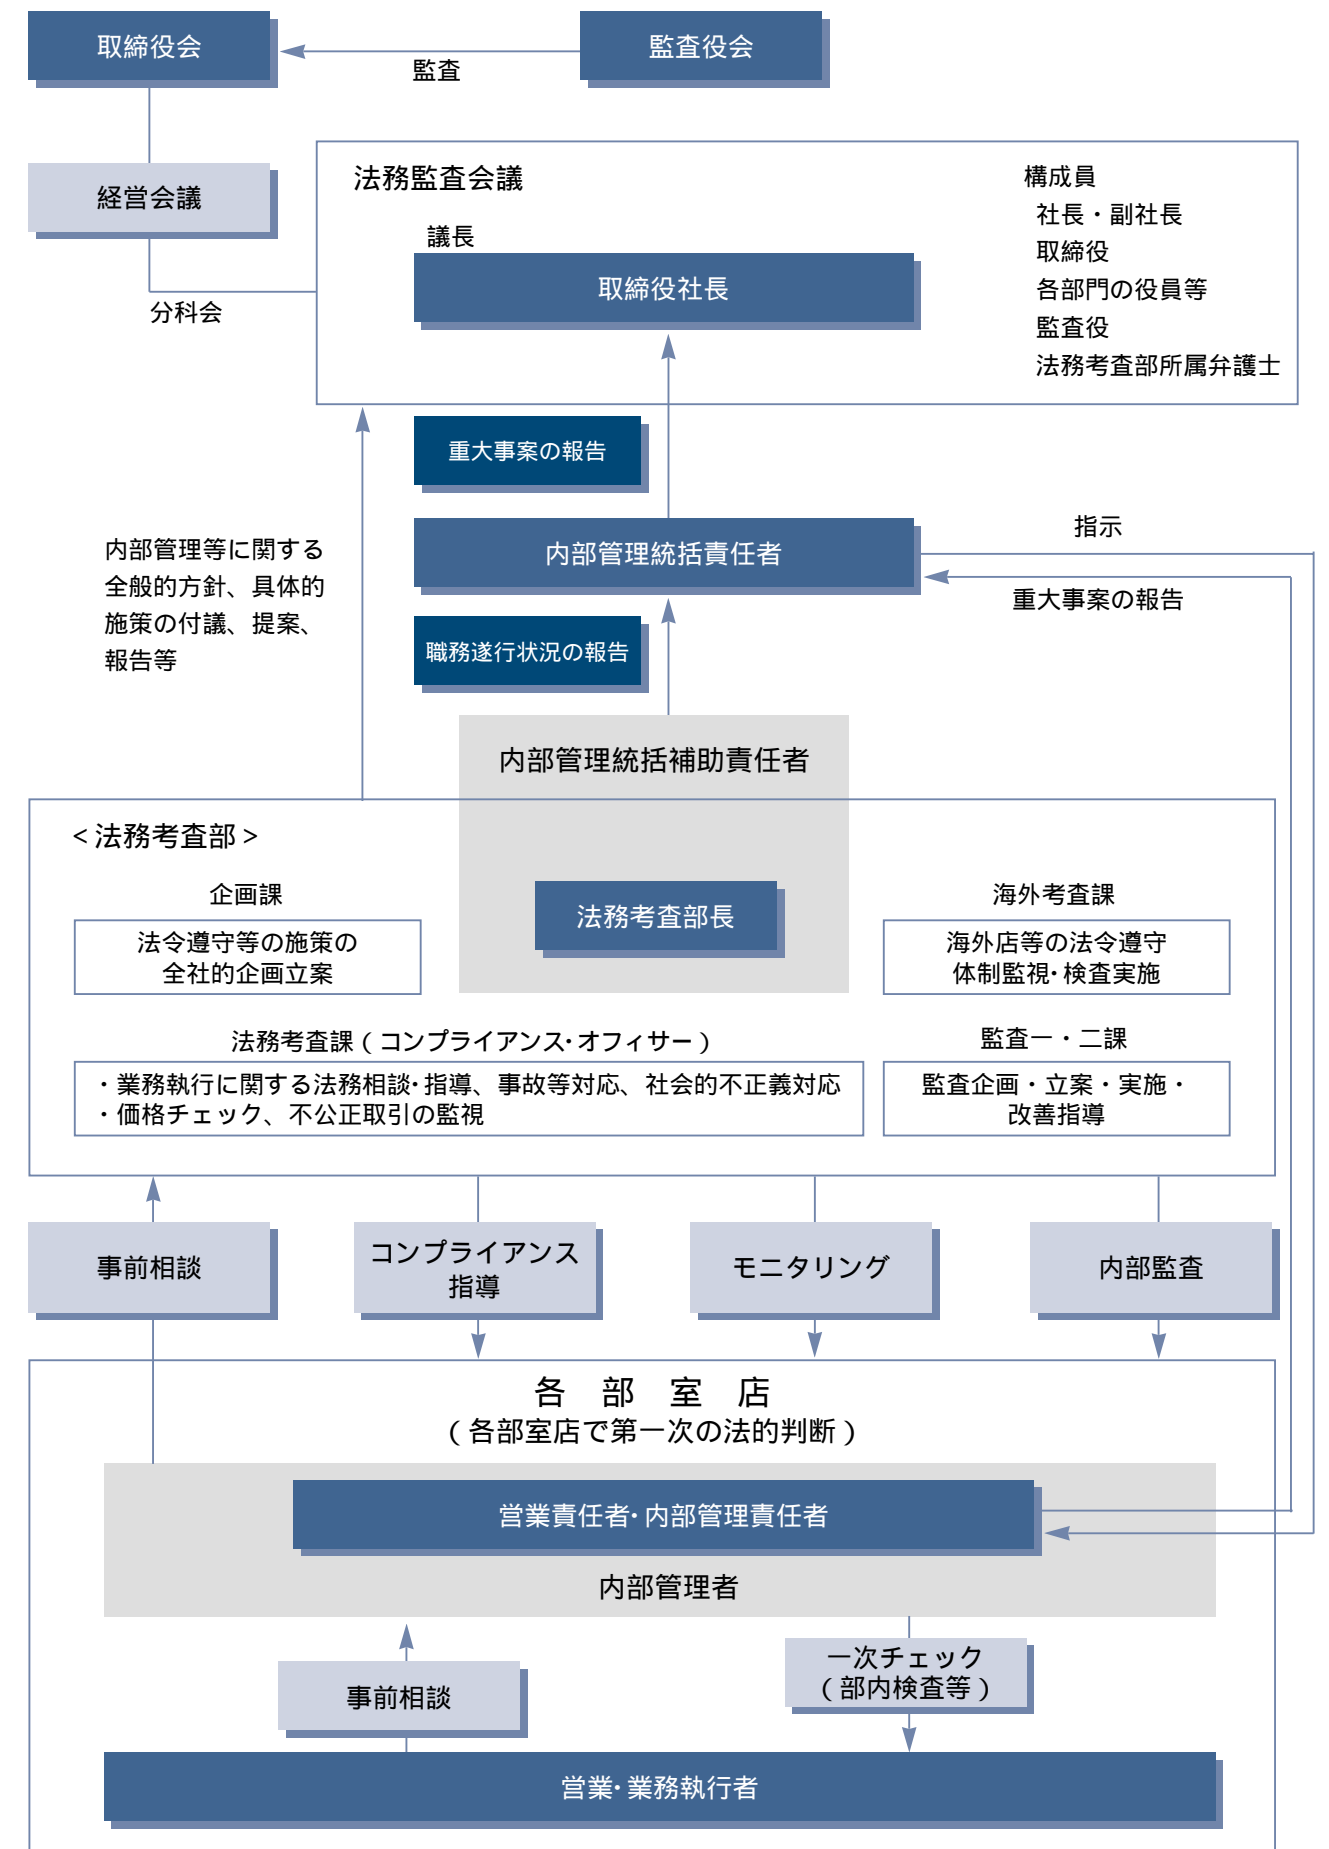 取締役会
監査役会
監査
経営会議
分科会
法務監査会議
議長
取締役社長
構成員
社長・副社長
取締役
各部門の役員等
監査役
法務考査部所属弁護士
重大事案の報告
内部管理統括責任者
指示
重大事案の報告
内部管理等に関する
全般的方針、具体的
施策の付議、提案、
報告等
職務遂行状況の報告
内部管理統括補助責任者
<法務考査部>
企画課
法令遵守等の施策の
全社的企画立案
法務考査部長
海外考査課
海外店等の法令遵守
体制監視・検査実施
法務考査課(コンプライアンス・オフィサー)
・業務執行に関する法務相談・指導、事故等対応、社会的不正義対応
・価格チェック、不公正取引の監視
監査一・二課
監査企画・立案・実施・
改善指導
事前相談
コンプライアンス
指導
モニタリング
内部監査
各 部 室 店
(各部室店で第一次の法的判断)
営業責任者・内部管理責任者
内部管理者
事前相談
一次チェック
(部内検査等)
営業・業務執行者